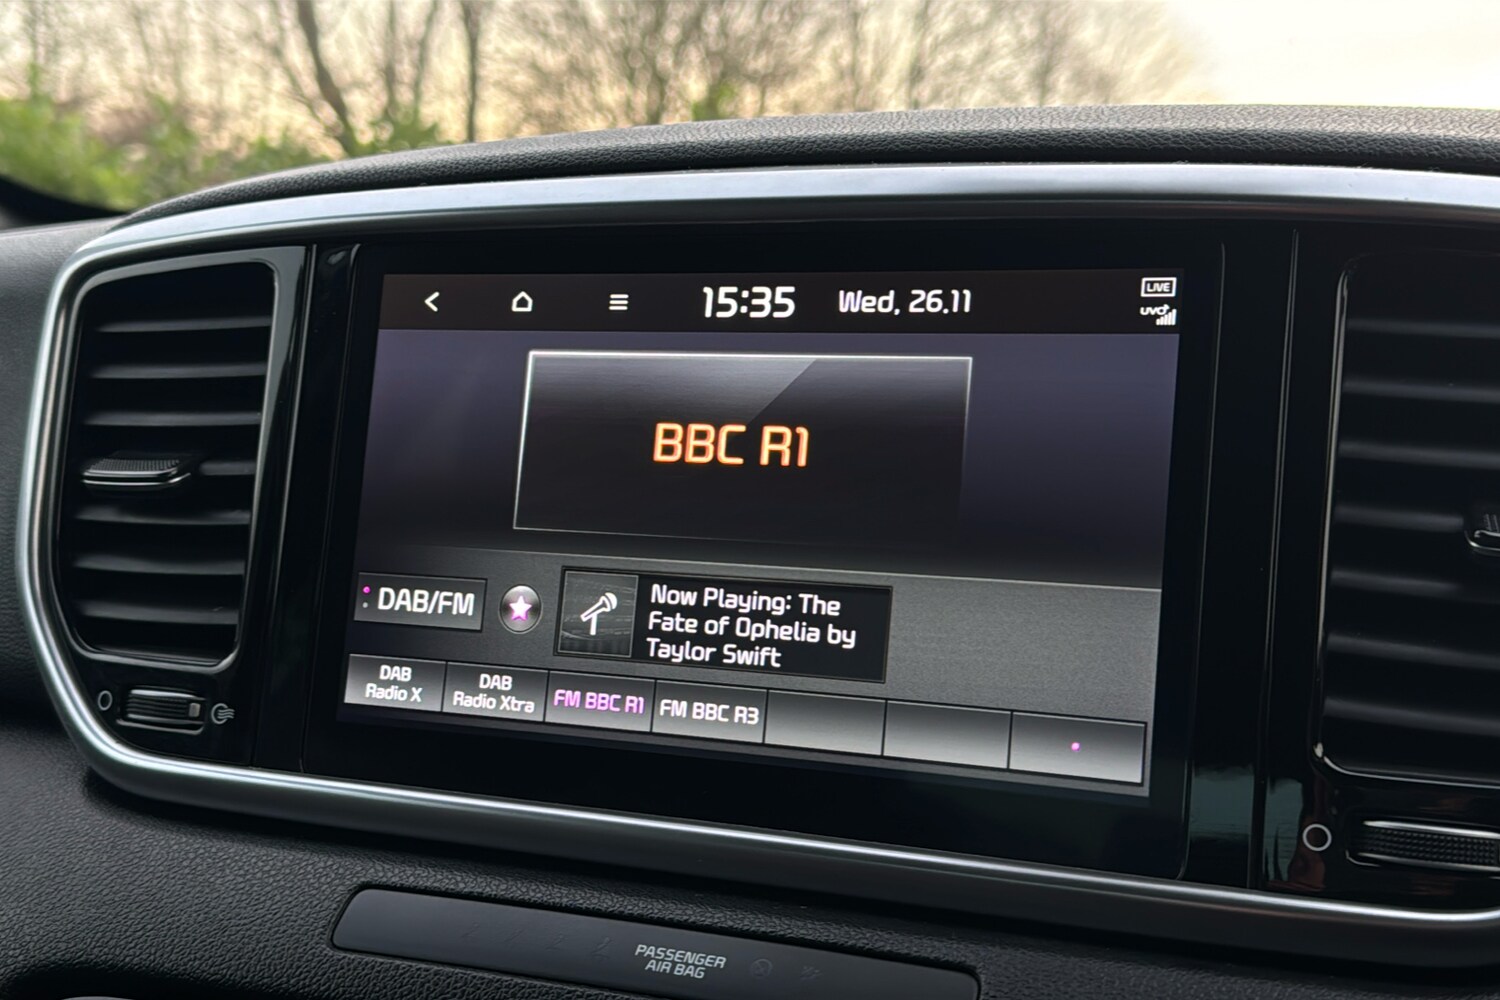 15:35 Wed, 26.11
LIVE
UVO
BBC R1
DAB/FM
Now Playing: The
Fate of Ophelia by
Taylor Swift
DAB
Radio X
DAB
Radio Xtra
FM BBC R1
FM BBC R3
PASSENGER
AIR BAG